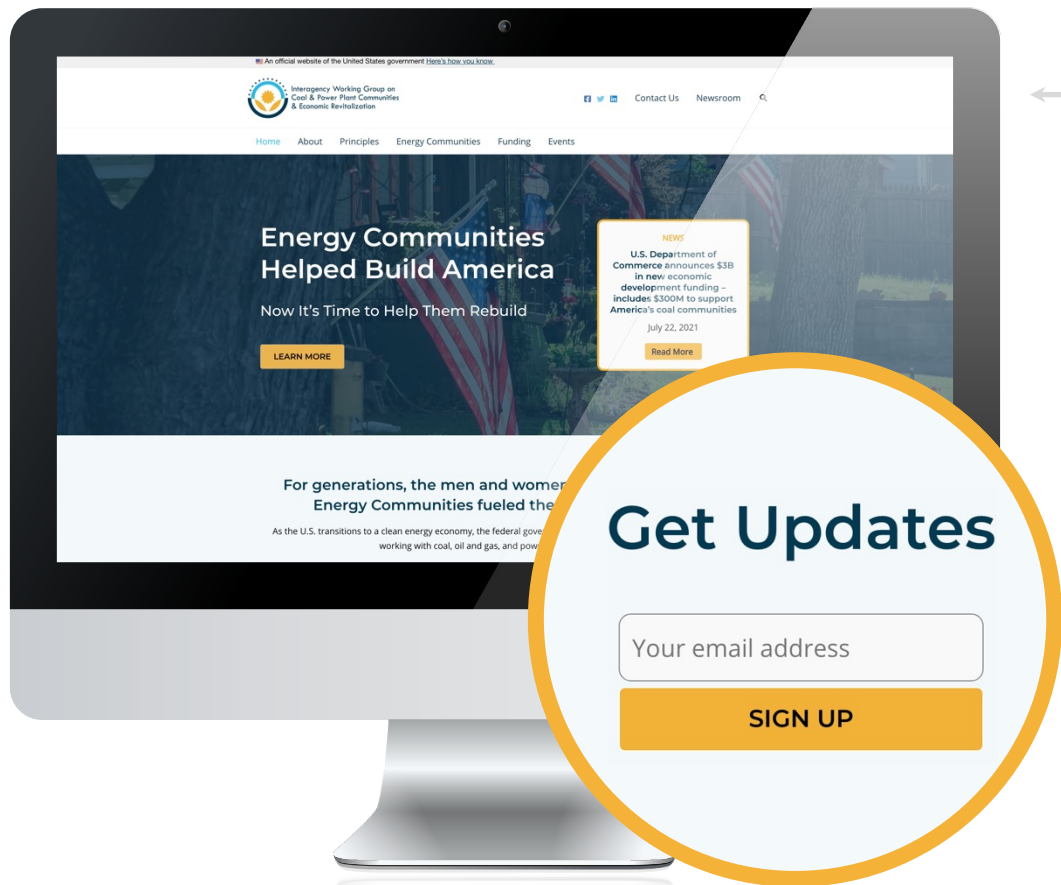 An official website of the United States government Here's how you know.
Interagency Working Group on
Coal & Power Plant Communities
& Economic Revitalization
Contact Us Newsroom
Home About Principles Energy Communities Funding Events
Energy Communities
Helped Build America
Now It's Time to Help Them Rebuild
LEARN MORE
NEWS
U.S. Department of
Commerce announces $3B
in new economic
development funding –
includes $300M to support
America's coal communities
July 22, 2021
Read More
For generations, the men and women
Energy Communities fueled the
As the U.S. transitions to a clean energy economy, the federal
working with coal, oil and gas, and
Get Updates
Your email address
SIGN UP